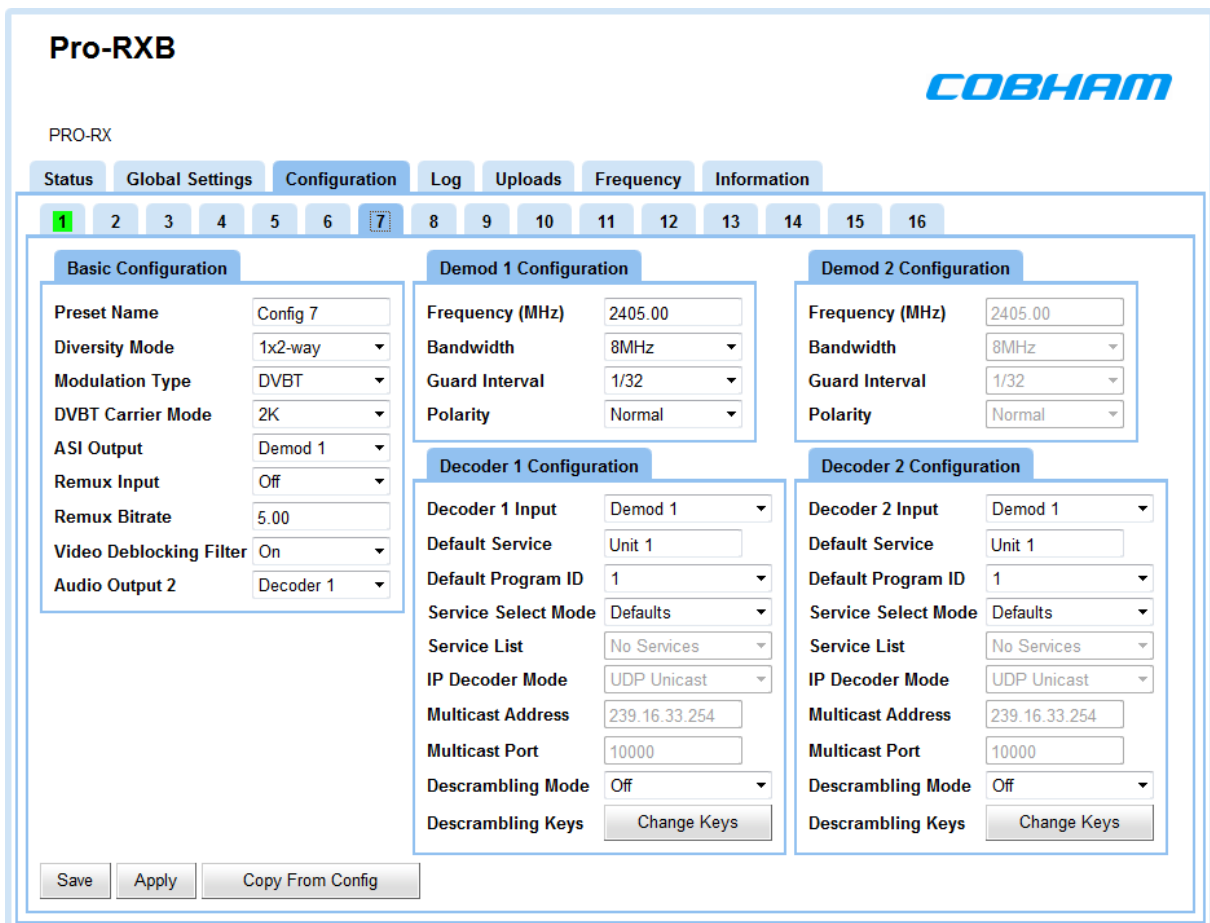 Pro-RXB
COBHAM
PRO-RX
Status Global Settings Configuration Log Uploads Frequency Information
1 2 3 4 5 6 7 8 9 10 11 12 13 14 15 16
Basic Configuration
Preset Name Config 7
Diversity Mode 1x2-way
Modulation Type DVBT
DVBT Carrier Mode 2K
ASI Output Demod 1
Remux Input Off
Remux Bitrate 5.00
Video Deblocking Filter On
Audio Output 2 Decoder 1
Demod 1 Configuration
Frequency (MHz) 2405.00
Bandwidth 8MHz
Guard Interval 1/32
Polarity Normal
Decoder 1 Configuration
Decoder 1 Input Demod 1
Default Service Unit 1
Default Program ID 1
Service Select Mode Defaults
Service List No Services
IP Decoder Mode UDP Unicast
Multicast Address 239.16.33.254
Multicast Port 10000
Descrambling Mode Off
Descrambling Keys Change Keys
Demod 2 Configuration
Frequency (MHz) 2405.00
Bandwidth 8MHz
Guard Interval 1/32
Polarity Normal
Decoder 2 Configuration
Decoder 2 Input Demod 1
Default Service Unit 1
Default Program ID 1
Service Select Mode Defaults
Service List No Services
IP Decoder Mode UDP Unicast
Multicast Address 239.16.33.254
Multicast Port 10000
Descrambling Mode Off
Descrambling Keys Change Keys
Save Apply Copy From Config